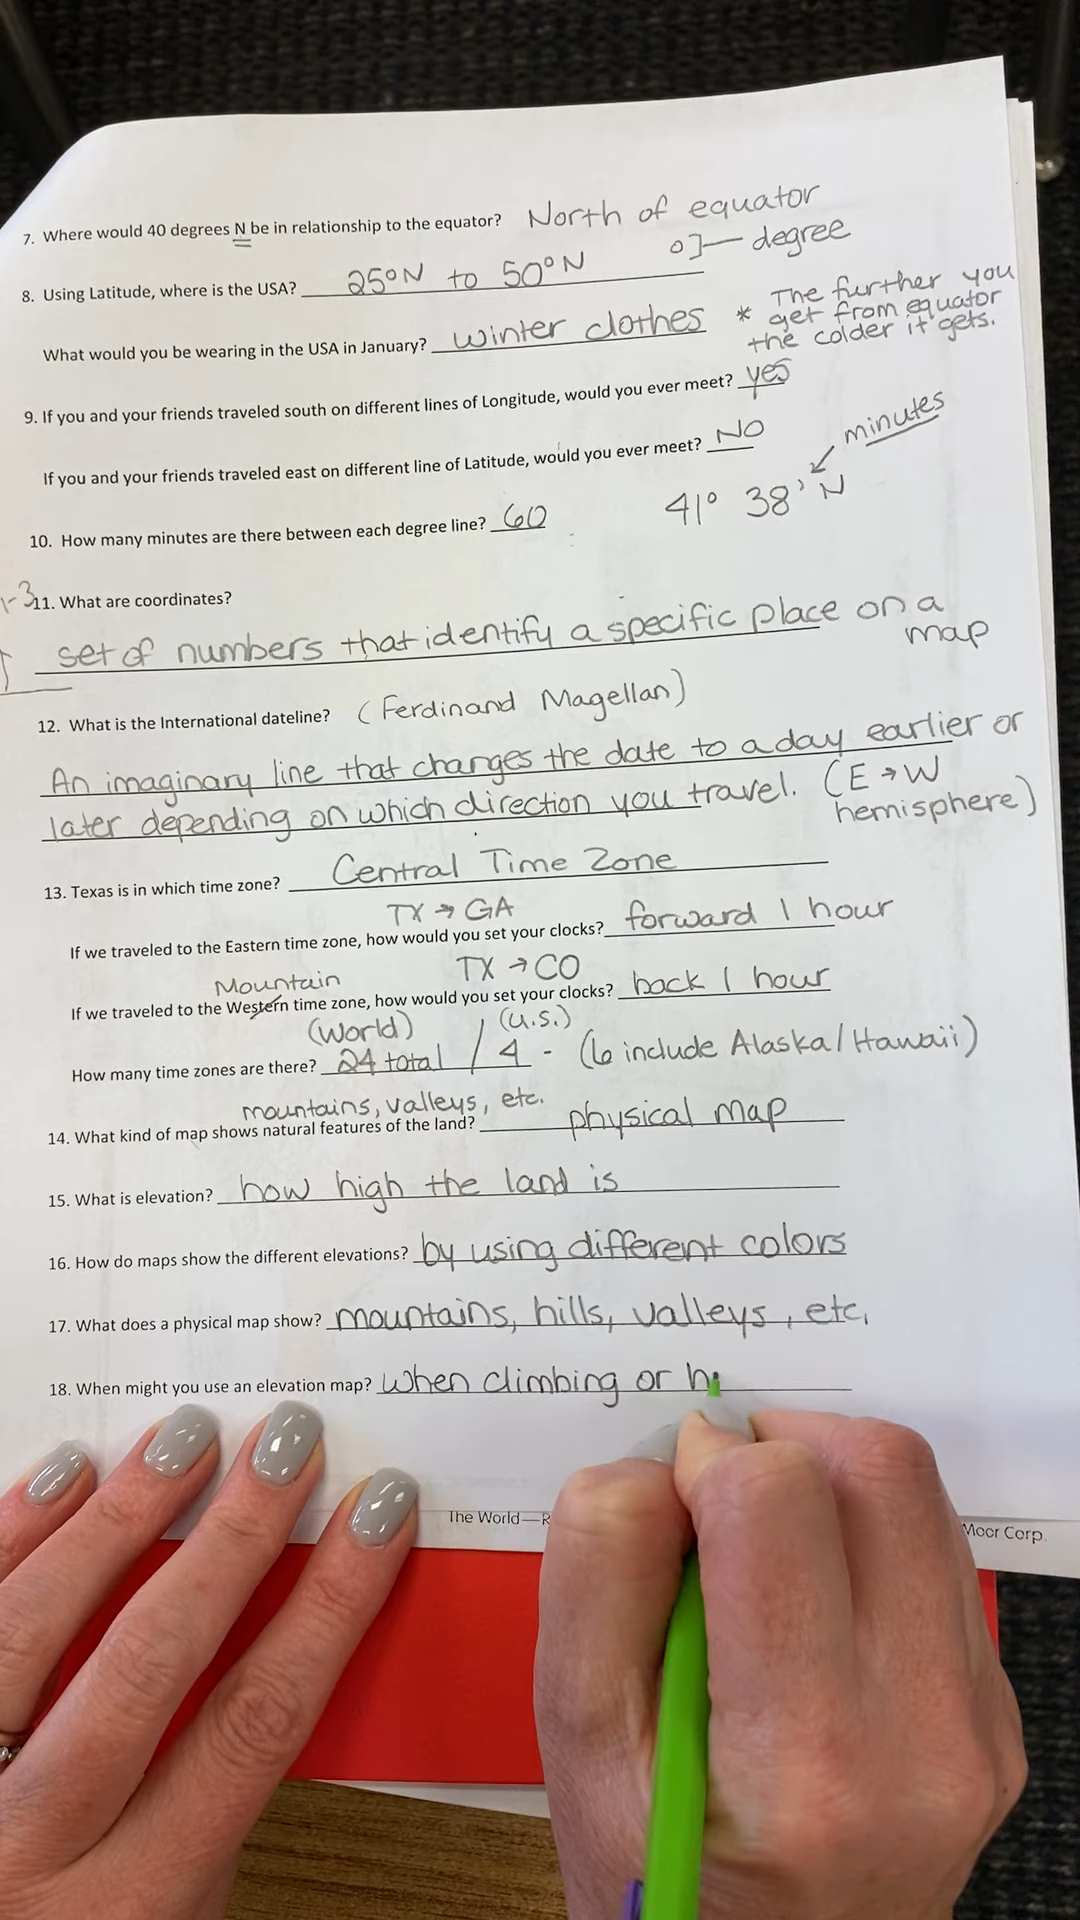 7. Where would 40 degrees N be in relationship to the equator? North of equator
°]— degree
8. Using Latitude, where is the USA? 25°N to 50°N
What would you be wearing in the USA in January? winter clothes
* The further you
get from equator
the colder it gets.
9. If you and your friends traveled south on different lines of Longitude, would you ever meet? yes
If you and your friends traveled east on different line of Latitude, would you ever meet? NO
minutes
10. How many minutes are there between each degree line? 60
41° 38' N
11. What are coordinates?
set of numbers that identify a specific place on a
map
12. What is the International dateline? (Ferdinand Magellan)
An imaginary line that changes the date to a day earlier or
later depending on which direction you travel. (E → W
hemisphere)
13. Texas is in which time zone? Central Time Zone
TX → GA
If we traveled to the Eastern time zone, how would you set your clocks? forward 1 hour
Mountain TX → CO
If we traveled to the Western time zone, how would you set your clocks? back 1 hour
(World) (U.S.)
How many time zones are there? 24 total / 4 - (6 include Alaska/Hawaii)
mountains, valleys, etc.
14. What kind of map shows natural features of the land? physical map
15. What is elevation? how high the land is
16. How do maps show the different elevations? by using different colors
17. What does a physical map show? mountains, hills, valleys, etc.
18. When might you use an elevation map? when climbing or hi
The World—R
Moor Corp.